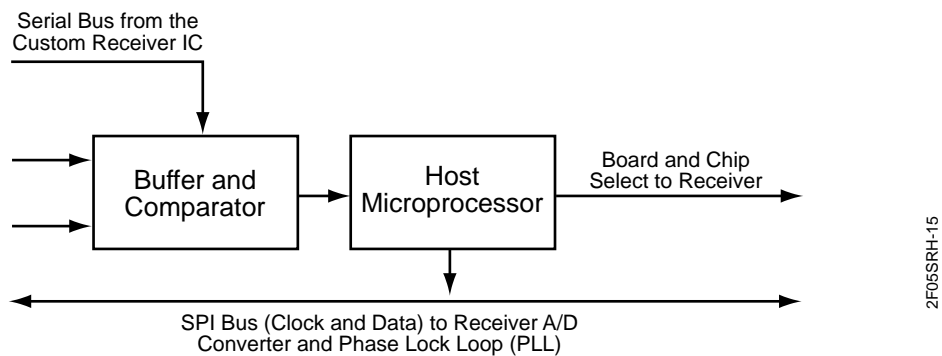 Serial Bus from the
Custom Receiver IC
Buffer and
Comparator
Host
Microprocessor
Board and Chip
Select to Receiver
SPI Bus (Clock and Data) to Receiver A/D
Converter and Phase Lock Loop (PLL)
2F05SRH-15